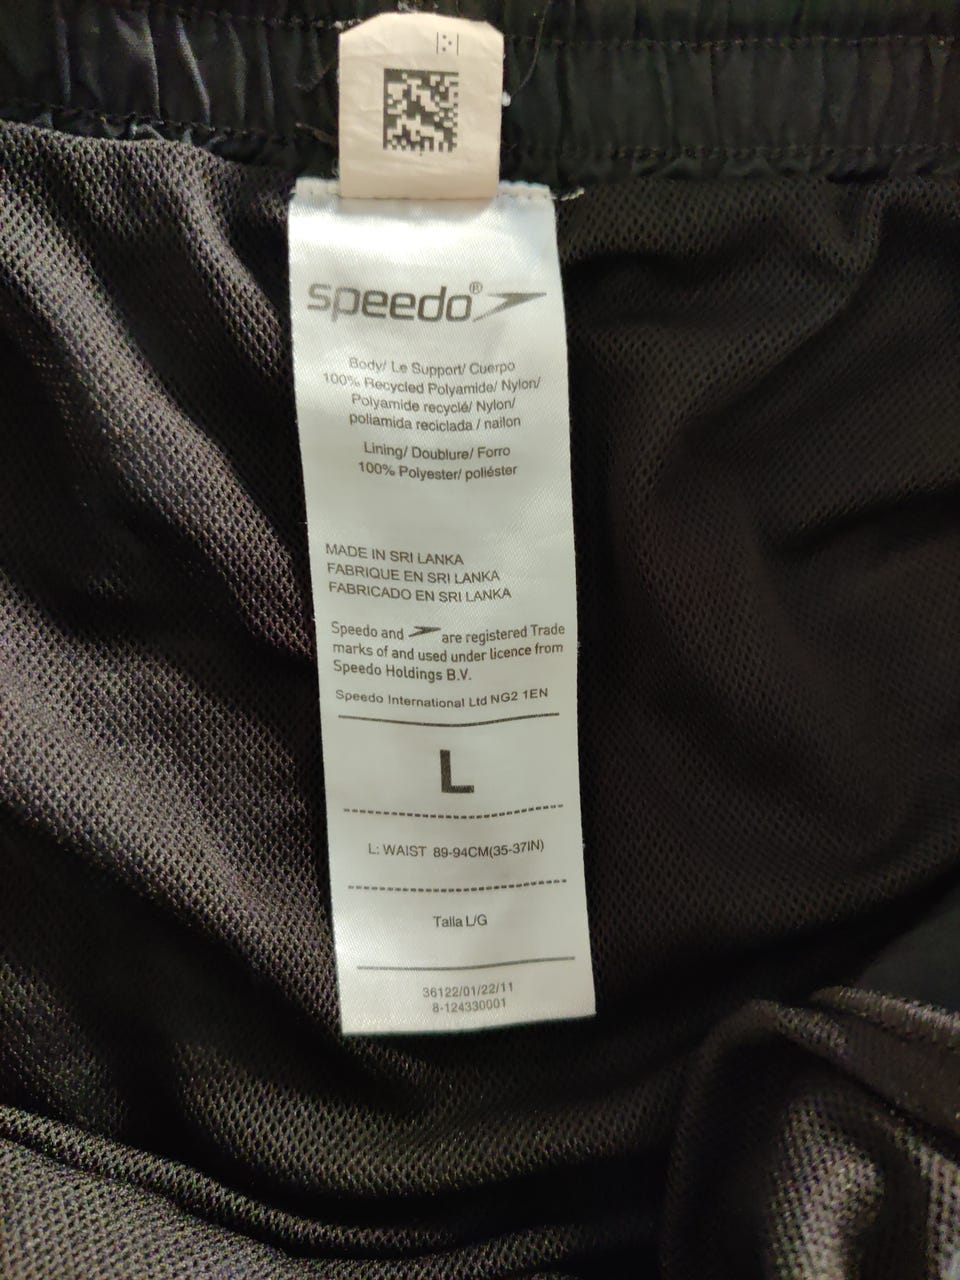 speedo®
Body/ Le Support/ Cuerpo
100% Recycled Polyamide/ Nylon/
Polyamide recyclé/ Nylon/
poliamida reciclada / nailon
Lining/ Doublure/ Forro
100% Polyester/ poliéster
MADE IN SRI LANKA
FABRIQUE EN SRI LANKA
FABRICADO EN SRI LANKA
Speedo and are registered Trade
marks of and used under licence from
Speedo Holdings B.V.
Speedo International Ltd NG2 1EN
L
L: WAIST 89-94CM(35-37IN)
Talla L/G
36122/01/22/11
8-124330001